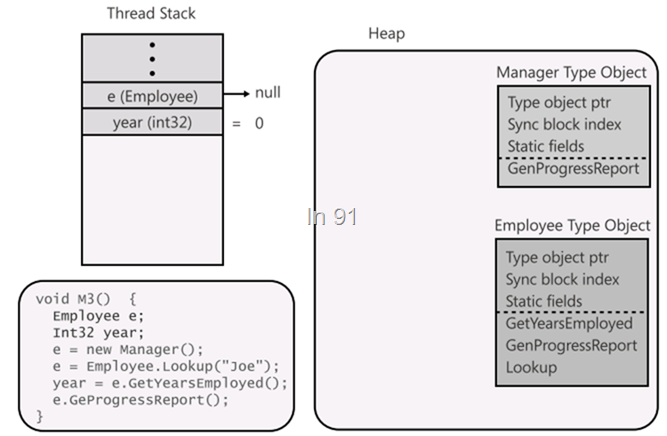 Thread Stack
e (Employee)
null
year (int32)
= 0
void M3() {
Employee e;
Int32 year;
e = new Manager();
e = Employee.Lookup("Joe");
year = e.GetYearsEmployed();
e.GeProgressReport();
}
Heap
Manager Type Object
Type object ptr
Sync block index
Static fields
GenProgressReport
ln 91
Employee Type Object
Type object ptr
Sync block index
Static fields
GetYearsEmployed
GenProgressReport
Lookup